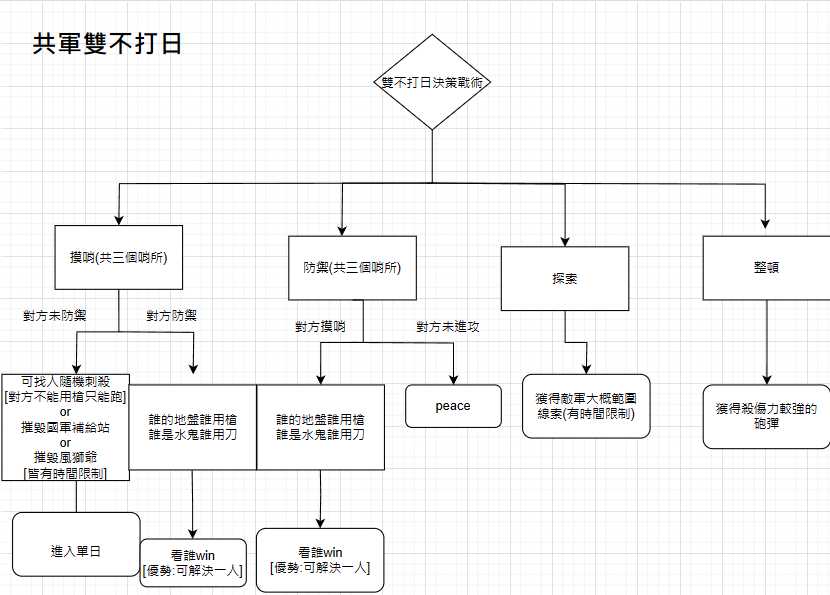 共軍雙不打日
雙不打日決策戰術
摸哨(共三個哨所)
防禦(共三個哨所)
探索
整頓
對方未防禦
對方防禦
對方摸哨
對方未進攻
可找人隨機刺殺
[對方不能用槍只能跑]
or
摧毀國軍補給站
or
摧毀風獅爺
[皆有時間限制]
誰的地盤誰用槍
誰是水鬼誰用刀
誰的地盤誰用槍
誰是水鬼誰用刀
peace
獲得敵軍大概範圍
線索(有時間限制)
獲得殺傷力較強的
砲彈
進入單日
看誰win
[優勢:可解決一人]
看誰win
[優勢:可解決一人]